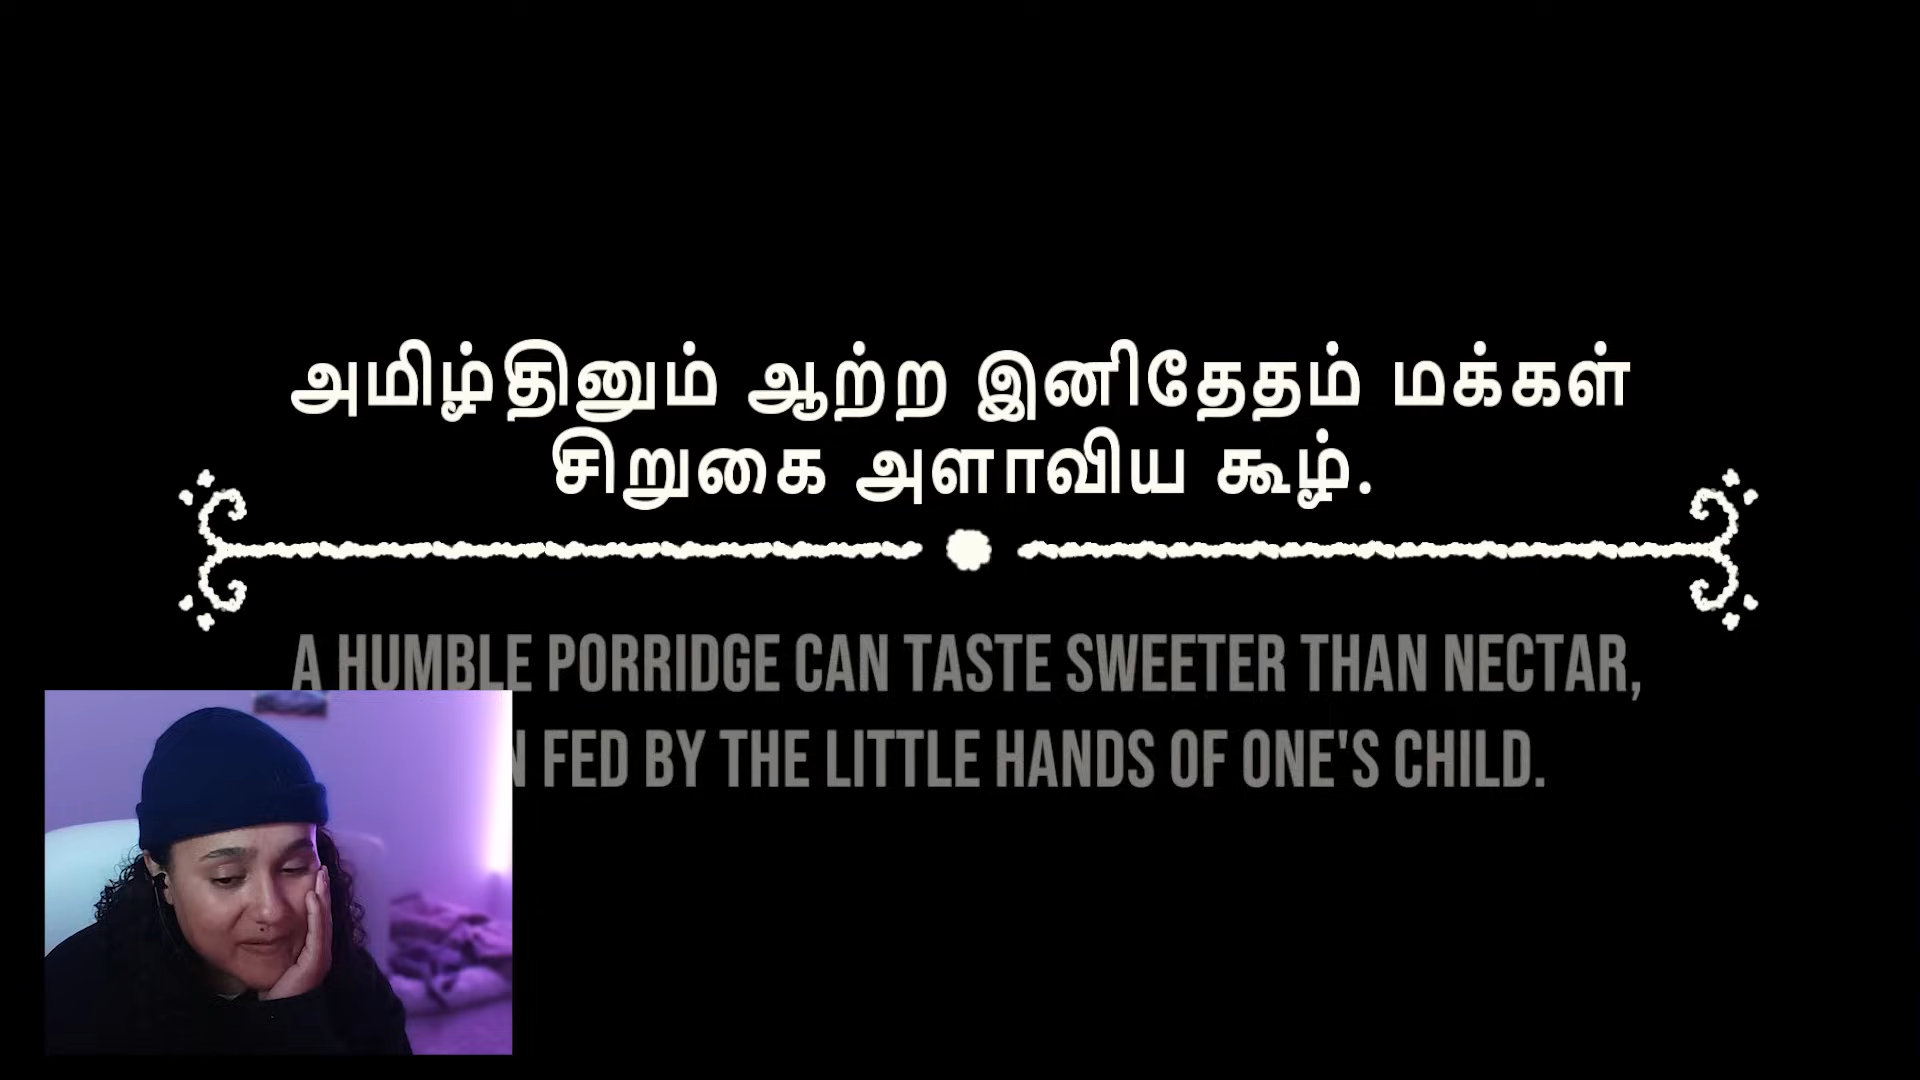 அமிழ்தினும் ஆற்ற இனிதேதம் மக்கள்
சிறுகை அளாவிய கூழ்.
A HUMBLE PORRIDGE CAN TASTE SWEETER THAN NECTAR,
FED BY THE LITTLE HANDS OF ONE'S CHILD.